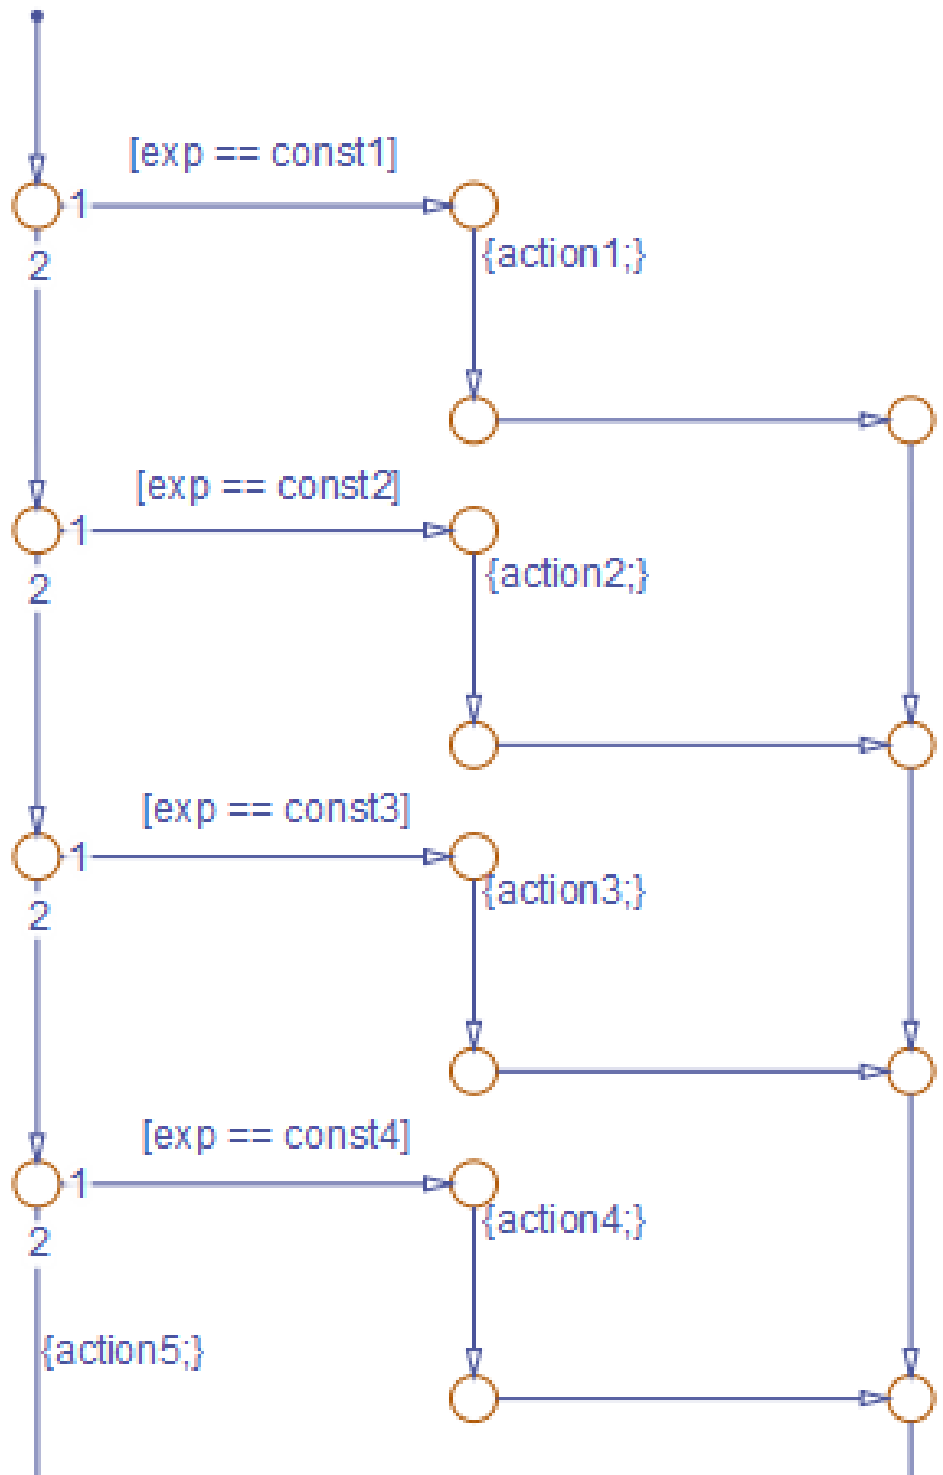 [exp == const1]
1
{action1;}
2
[exp == const2]
1
{action2;}
2
[exp == const3]
1
{action3;}
2
[exp == const4]
1
{action4;}
2
{action5;}